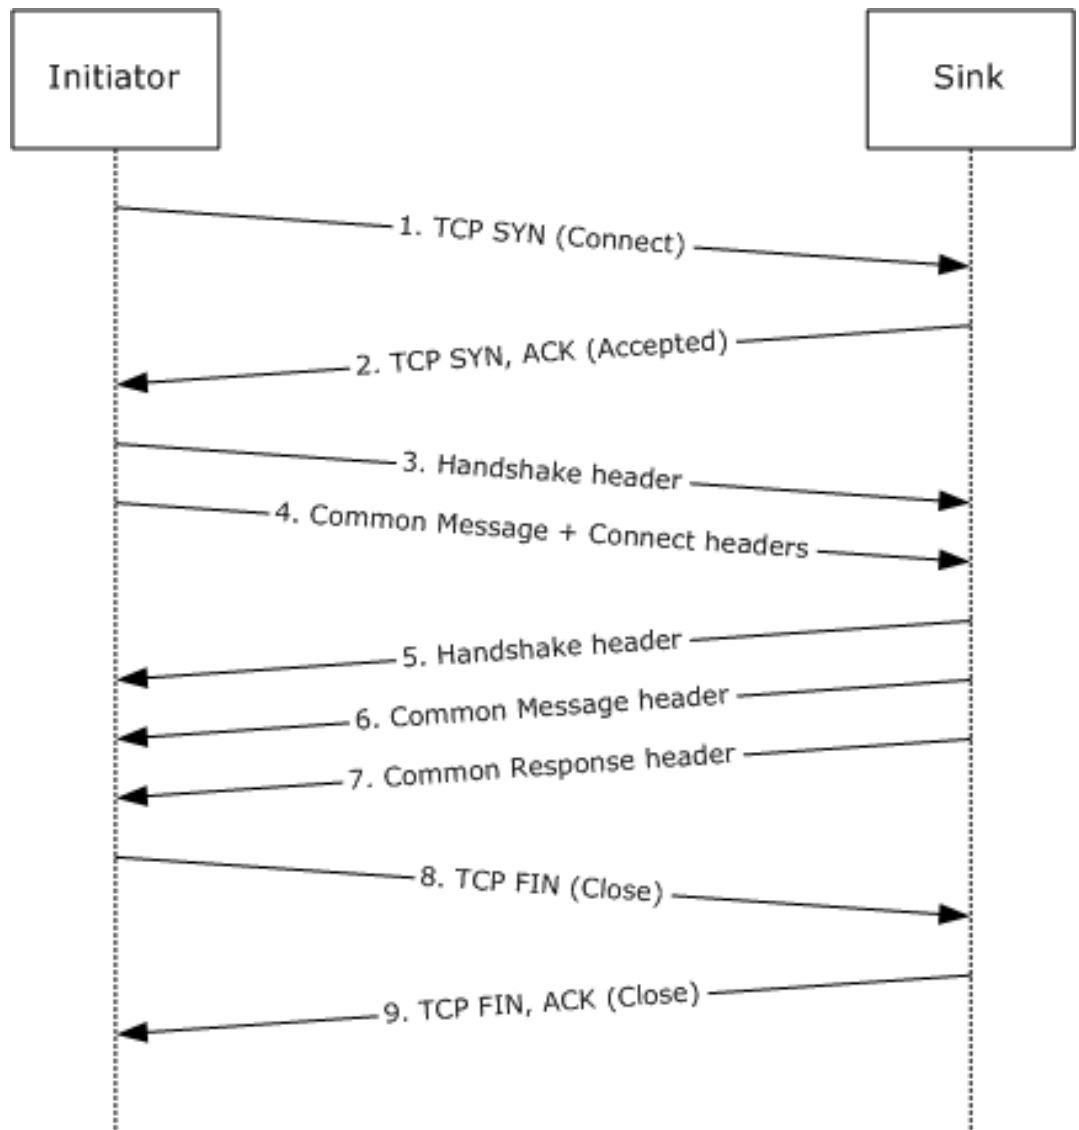 Initiator
Sink
1. TCP SYN (Connect)
2. TCP SYN, ACK (Accepted)
3. Handshake header
4. Common Message + Connect headers
5. Handshake header
6. Common Message header
7. Common Response header
8. TCP FIN (Close)
9. TCP FIN, ACK (Close)